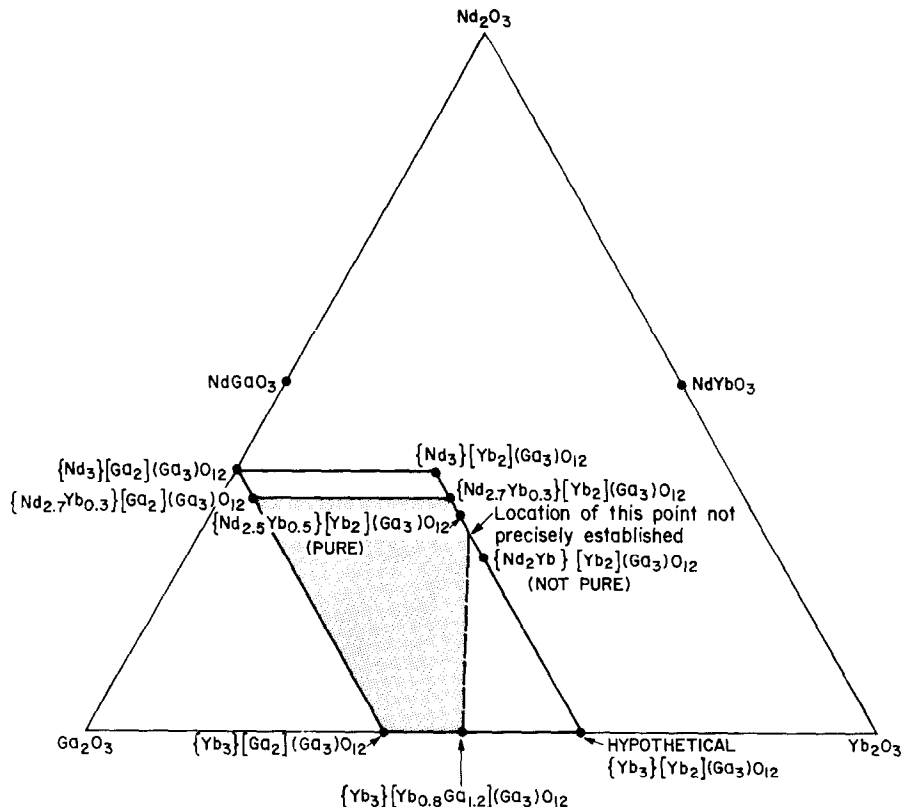 Nd2O3
NdGaO3
NdYbO3
{Nd3}[Yb2](Ga3)O12
{Nd3}[Ga2](Ga3)O12
{Nd2.7Yb0.3}[Yb2](Ga3)O12
{Nd2.7Yb0.3}[Ga2](Ga3)O12
Location of this point not
precisely established
{Nd2.5Yb0.5}[Yb2](Ga3)O12
(PURE)
{Nd2Yb} [Yb2](Ga3)O12
(NOT PURE)
Ga2O3
{Yb3}[Ga2](Ga3)O12
HYPOTHETICAL
{Yb3}[Yb2](Ga3)O12
Yb2O3
{Yb3}[Yb0.8Ga1.2](Ga3)O12